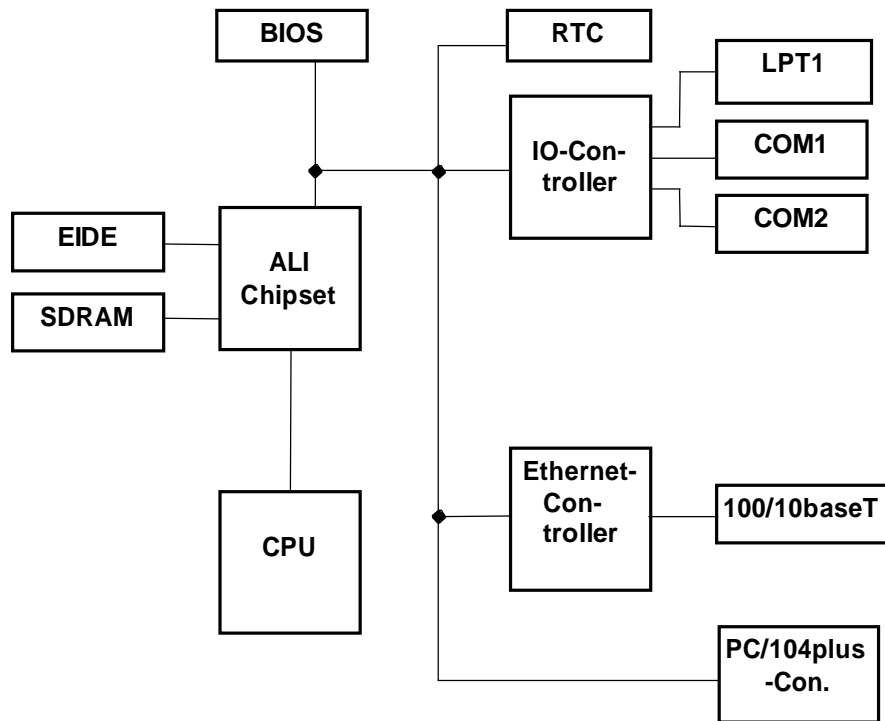 BIOS
RTC
LPT1
IO-Con-
troller
COM1
COM2
EIDE
ALI
Chipset
SDRAM
Ethernet-
Con-
troller
100/10baseT
CPU
PC/104plus
-Con.